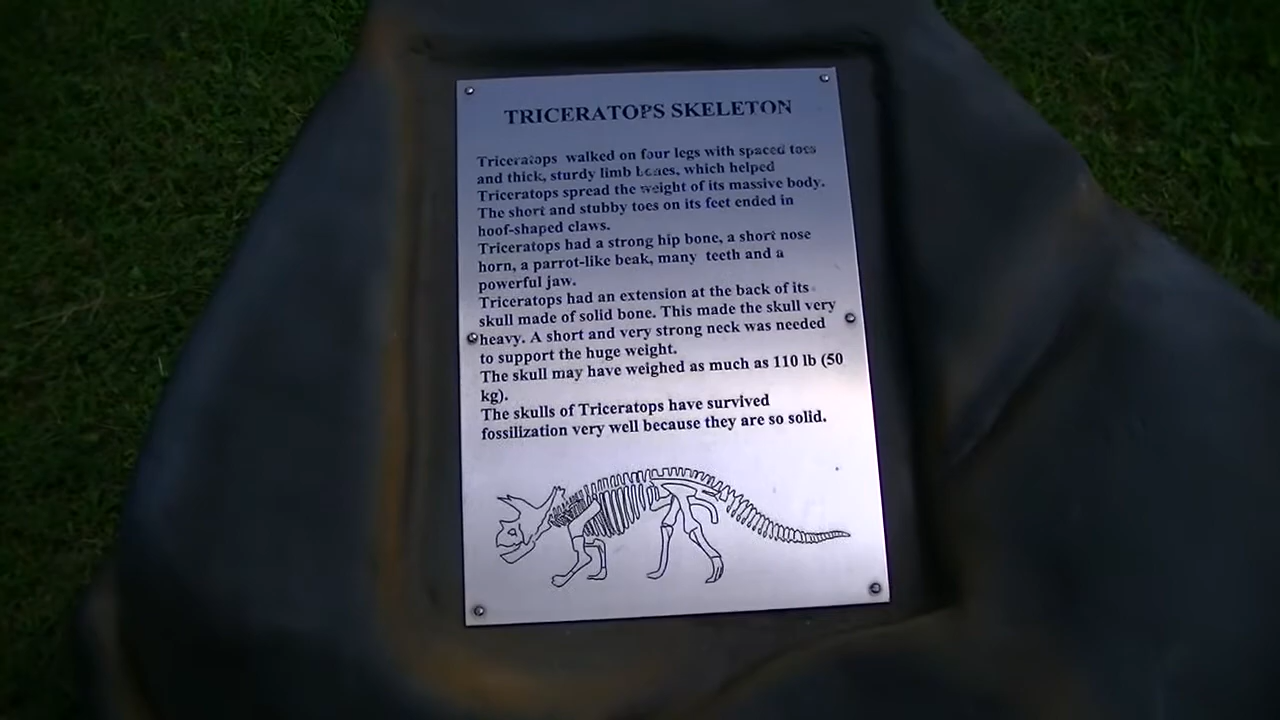 TRICERATOPS SKELETON
Triceratops walked on four legs with spaced toes
and thick, sturdy limb bones, which helped
Triceratops spread the weight of its massive body.
The short and stubby toes on its feet ended in
hoof-shaped claws.
Triceratops had a strong hip bone, a short nose
horn, a parrot-like beak, many teeth and a
powerful jaw.
Triceratops had an extension at the back of its
skull made of solid bone. This made the skull very
heavy. A short and very strong neck was needed
to support the huge weight.
The skull may have weighed as much as 110 lb (50
kg).
The skulls of Triceratops have survived
fossilization very well because they are so solid.